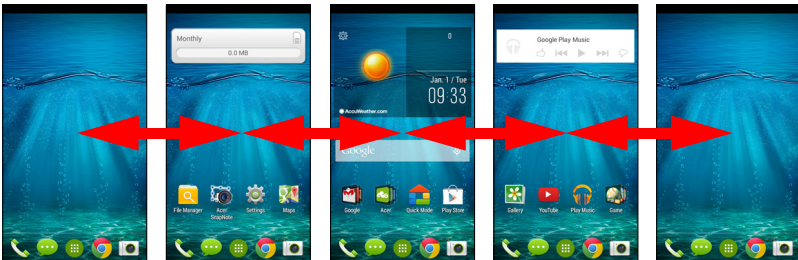 Monthly
0.0 MB
File Manager
Acer
SnapNote
Settings
Maps
0
Jan. 1 / Tue
09:33
AccuWeather.com
Google
Google
Acer
Quick Mode
Play Store
Google Play Music
Gallery
YouTube
Play Music
Game